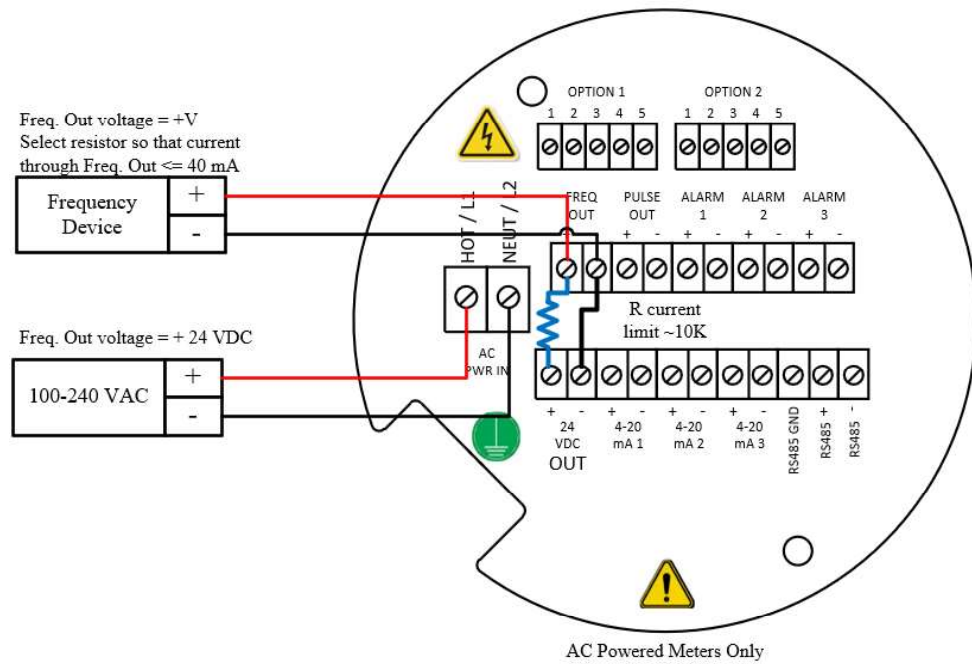 Freq. Out voltage = +V
Select resistor so that current
through Freq. Out <= 40 mA
Frequency
Device
+
-
Freq. Out voltage = + 24 VDC
100-240 VAC
+
-
OPTION 1
1 2 3 4 5
OPTION 2
1 2 3 4 5
HOT / L1
NEUT / L2
AC
PWR IN
FREQ
OUT
PULSE
OUT
+ -
ALARM
1
+ -
ALARM
2
+ -
ALARM
3
+ -
R current
limit ~10K
+ -
24
VDC
OUT
+ -
4-20
mA 1
+ -
4-20
mA 2
+ -
4-20
mA 3
RS485 GND
RS485 +
RS485 -
AC Powered Meters Only